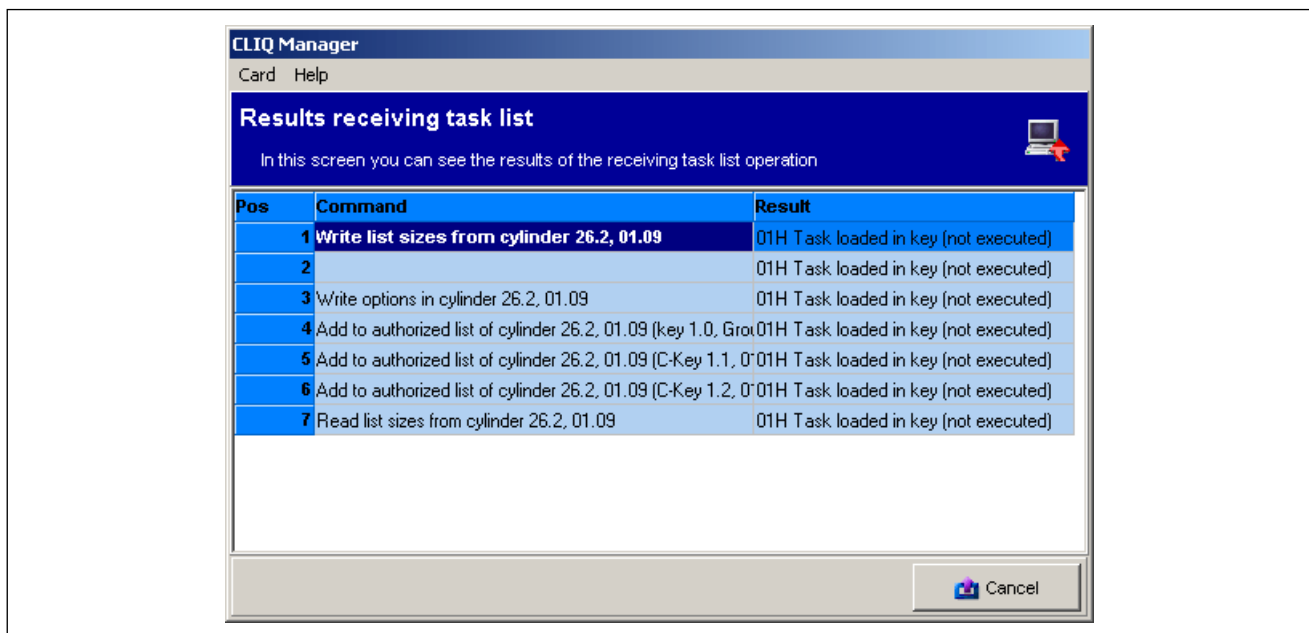 CLIQ Manager
Card Help
Results receiving task list
In this screen you can see the results of the receiving task list operation
Pos Command Result
1 Write list sizes from cylinder 26.2, 01.09 01H Task loaded in key (not executed)
2 01H Task loaded in key (not executed)
3 Write options in cylinder 26.2, 01.09 01H Task loaded in key (not executed)
4 Add to authorized list of cylinder 26.2, 01.09 (key 1.0, Grou 01H Task loaded in key (not executed)
5 Add to authorized list of cylinder 26.2, 01.09 (C-Key 1.1, 0 01H Task loaded in key (not executed)
6 Add to authorized list of cylinder 26.2, 01.09 (C-Key 1.2, 0 01H Task loaded in key (not executed)
7 Read list sizes from cylinder 26.2, 01.09 01H Task loaded in key (not executed)
Cancel